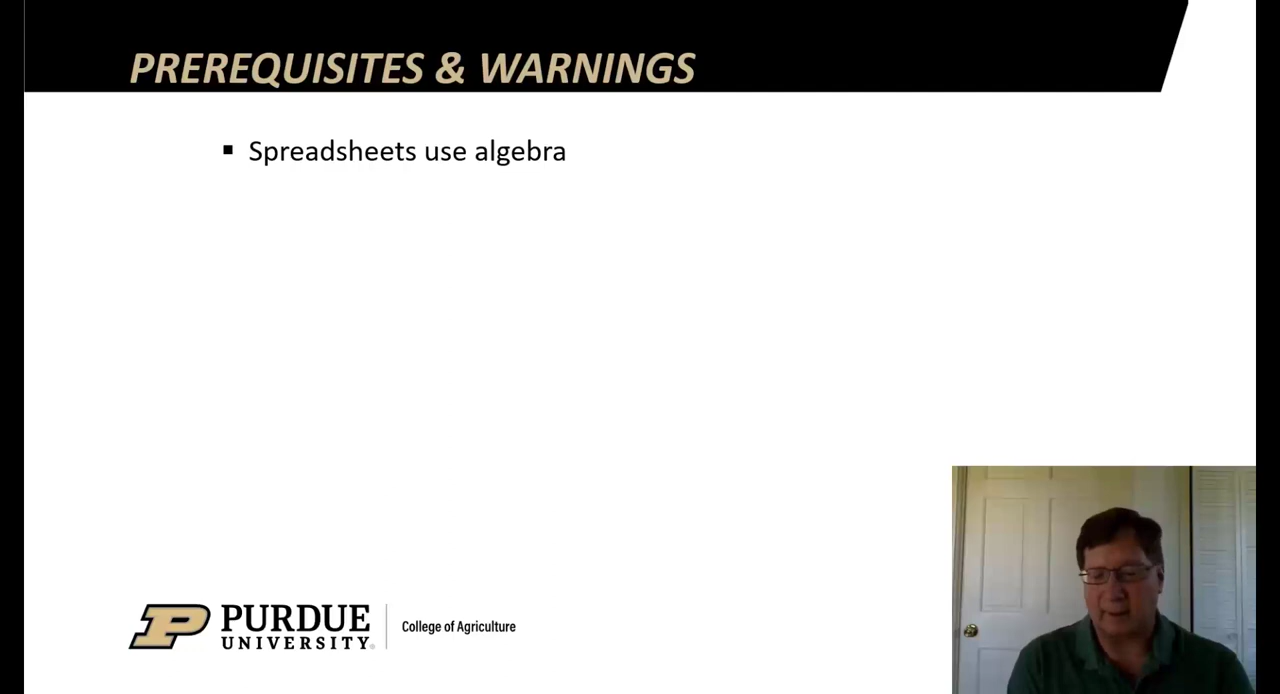 PREREQUISITES & WARNINGS
▪ Spreadsheets use algebra
PURDUE
UNIVERSITY®
College of Agriculture